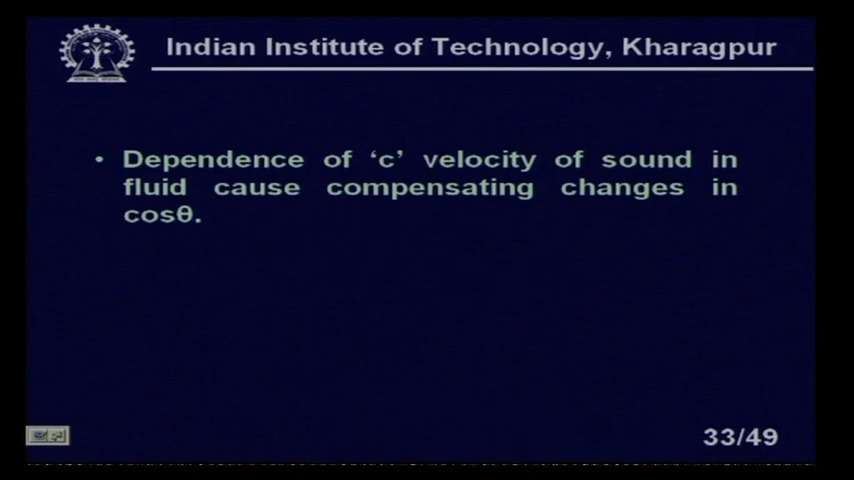 Indian Institute of Technology, Kharagpur
• Dependence of ‘c’ velocity of sound in
fluid cause compensating changes in
cosθ.
33/49